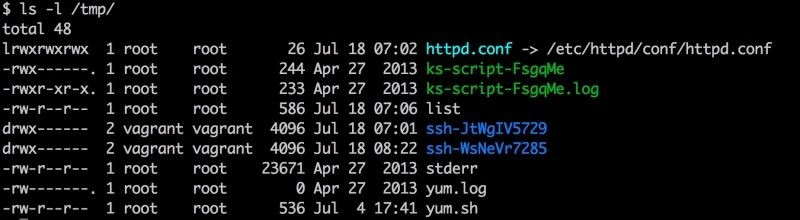 $ ls -l /tmp/
total 48
lrwxrwxrwx  1 root    root       26 Jul 18 07:02 httpd.conf -> /etc/httpd/conf/httpd.conf
-rwx------. 1 root    root      244 Apr 27  2013 ks-script-FsgqMe
-rwxr-xr-x. 1 root    root      233 Apr 27  2013 ks-script-FsgqMe.log
-rw-r--r--  1 root    root      586 Jul 18 07:06 list
drwx------  2 vagrant vagrant  4096 Jul 18 07:01 ssh-JtWgIV5729
drwx------  2 vagrant vagrant  4096 Jul 18 08:22 ssh-WsNeVr7285
-rw-r--r--  1 root    root    23671 Apr 27  2013 stderr
-rw-------. 1 root    root        0 Apr 27  2013 yum.log
-rw-r--r--  1 root    root      536 Jul  4 17:41 yum.sh